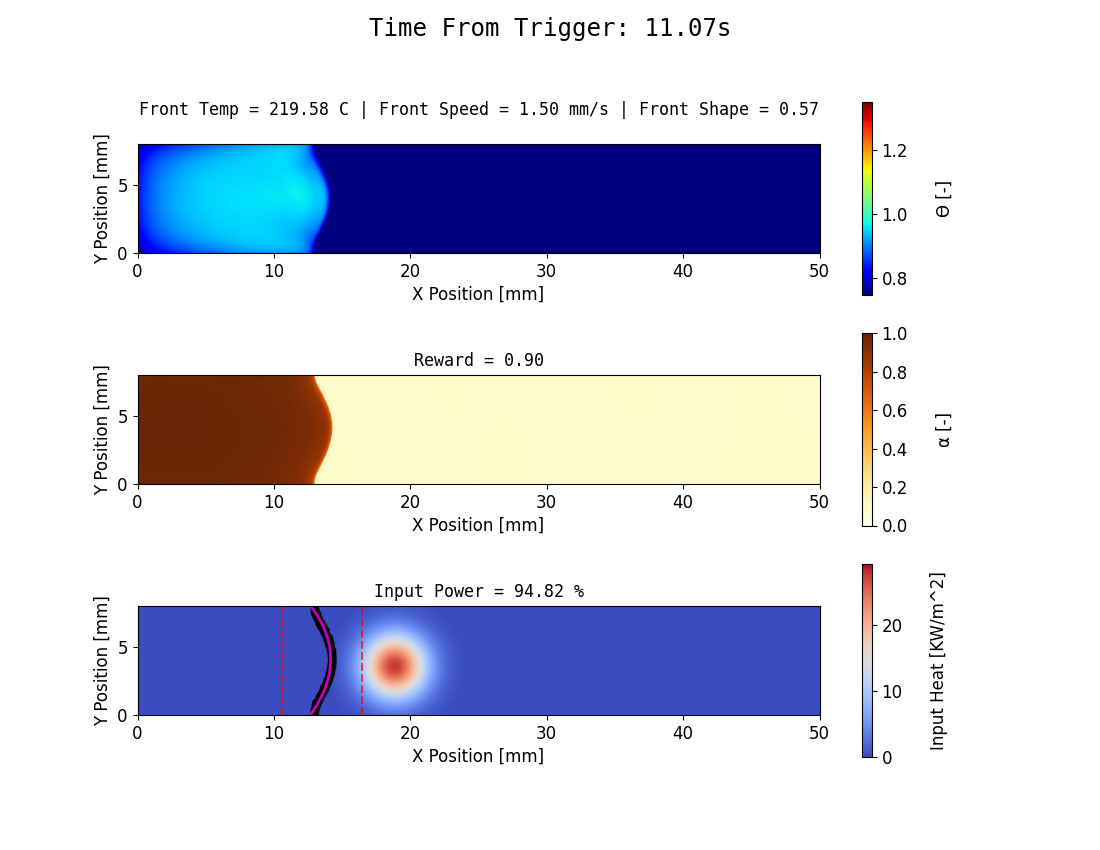 Time From Trigger: 11.07s
Front Temp = 219.58 C | Front Speed = 1.50 mm/s | Front Shape = 0.57
Y Position [mm]
5
0
0 10 20 30 40 50
X Position [mm]
1.2
1.0
0.8
Θ [-]
Reward = 0.90
Y Position [mm]
5
0
0 10 20 30 40 50
X Position [mm]
1.0
0.8
0.6
0.4
0.2
0.0
α [-]
Input Power = 94.82 %
Y Position [mm]
5
0
0 10 20 30 40 50
X Position [mm]
20
10
0
Input Heat [KW/m^2]